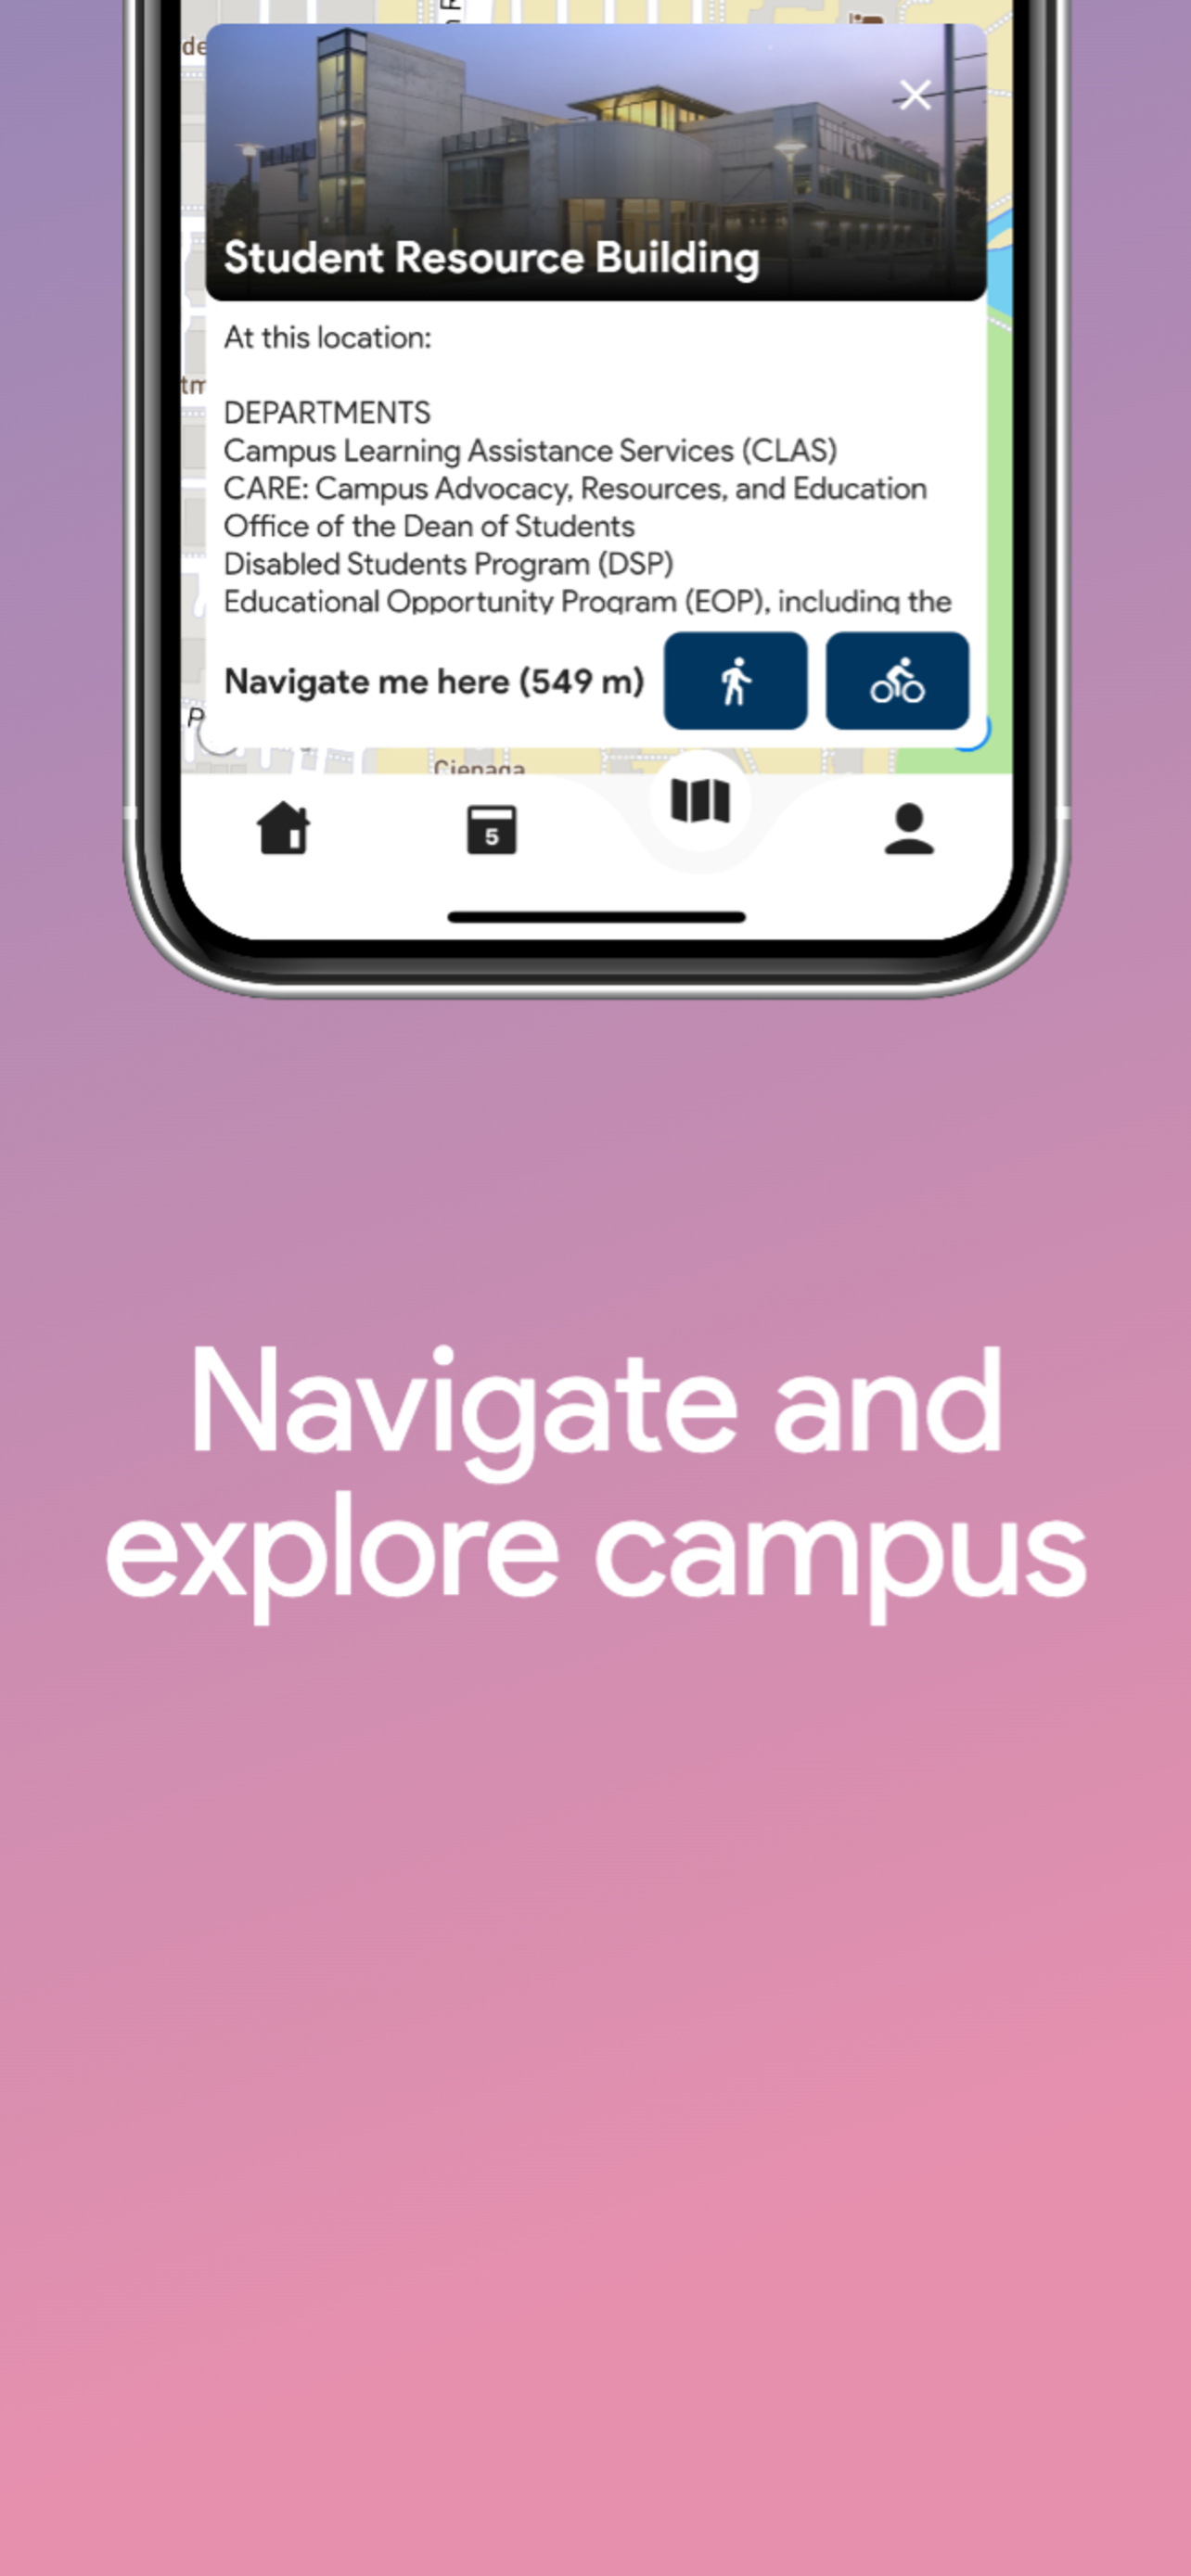 de
Student Resource Building
At this location:
tm
DEPARTMENTS
Campus Learning Assistance Services (CLAS)
CARE: Campus Advocacy, Resources, and Education
Office of the Dean of Students
Disabled Students Program (DSP)
Educational Opportunity Program (EOP), including the
Navigate me here (549 m)
P
Cienaga
5
Navigate and
explore campus